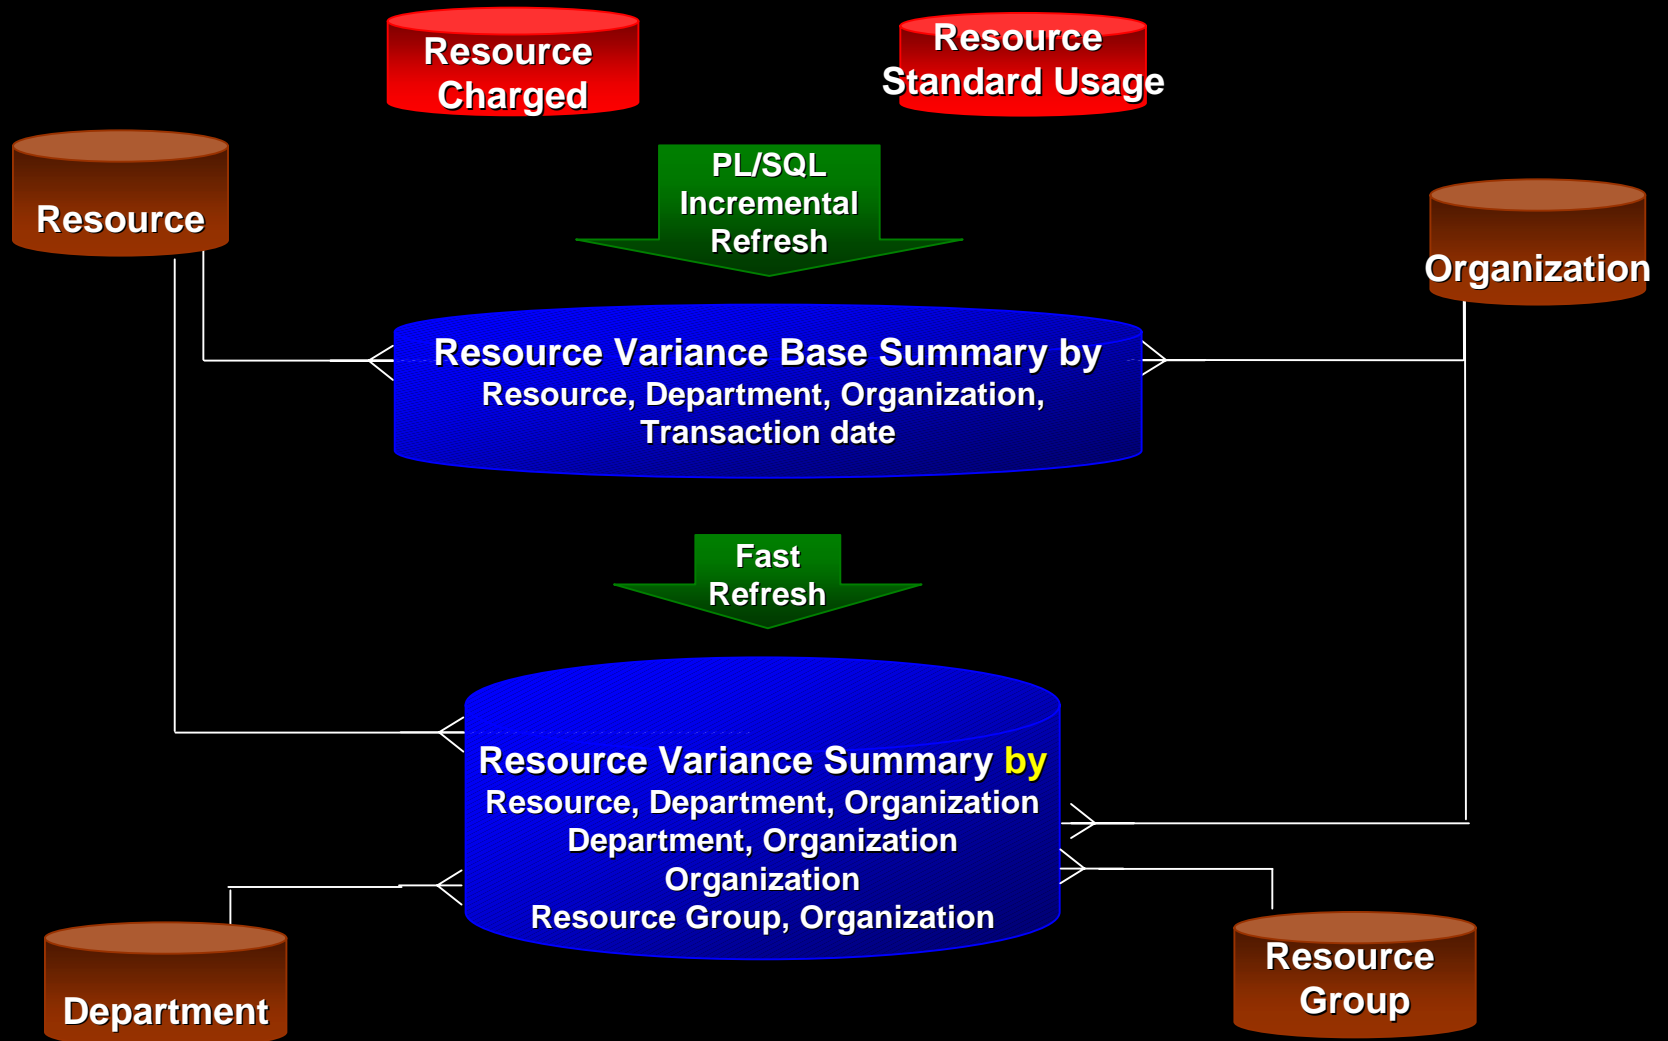 Resource
Charged
Resource
Standard Usage
Resource
PL/SQL
Incremental
Refresh
Organization
Resource Variance Base Summary by
Resource, Department, Organization,
Transaction date
Fast
Refresh
Resource Variance Summary by
Resource, Department, Organization
Department, Organization
Organization
Resource Group, Organization
Department
Resource
Group